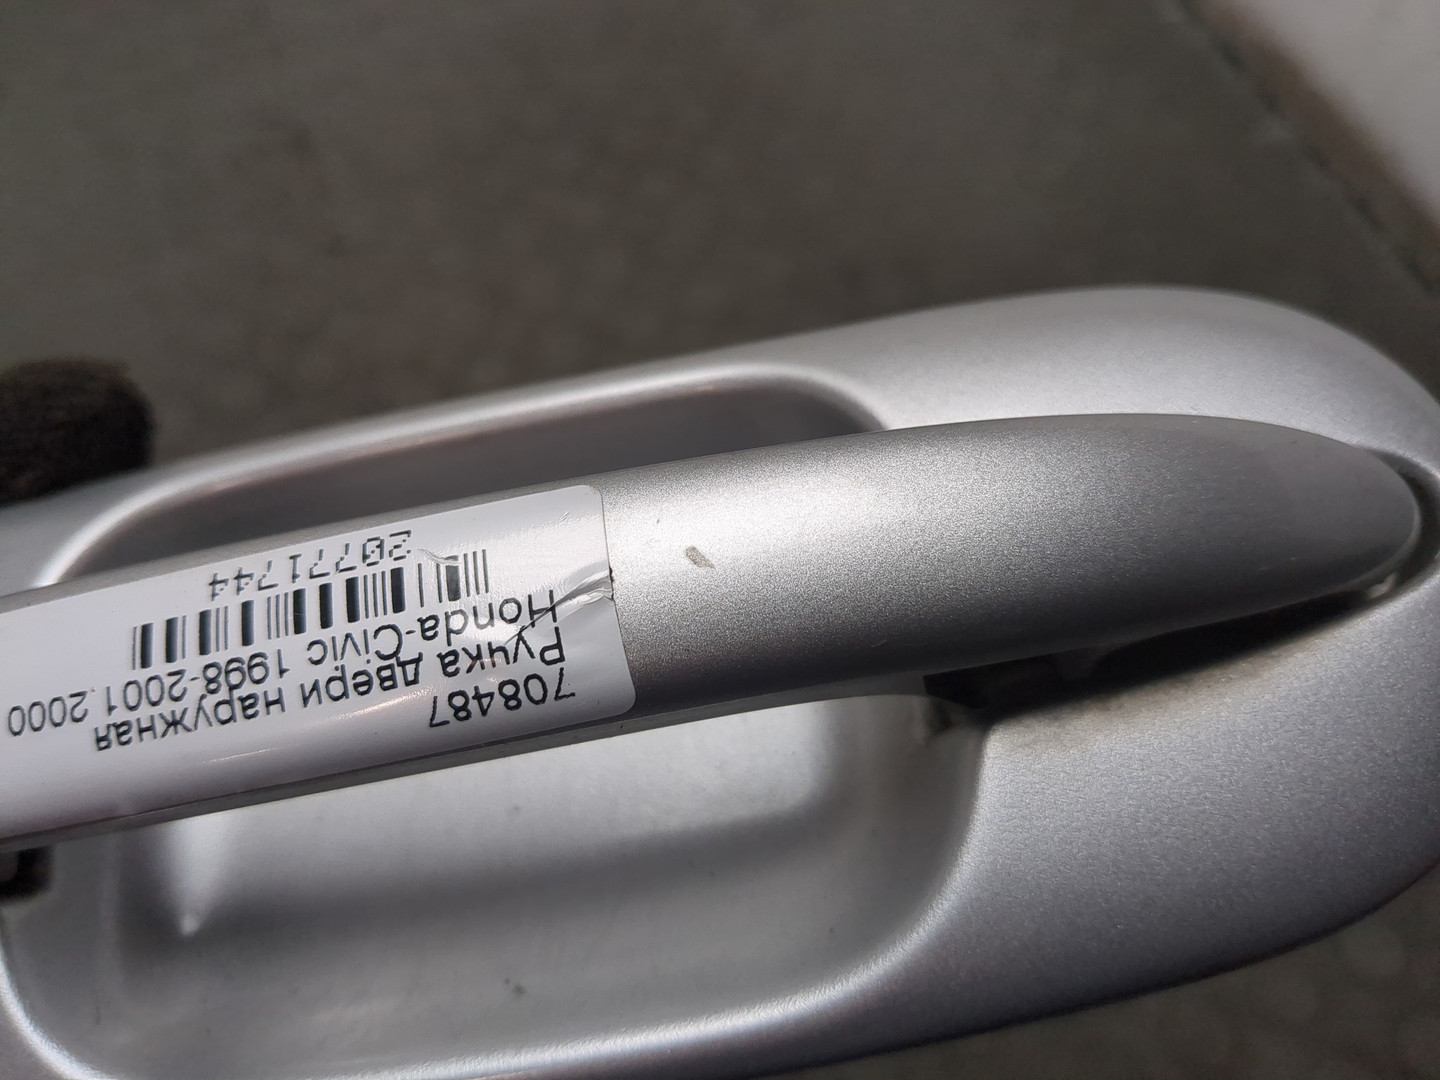 708487
Ручка двери наружная
Honda-Civic 1998-2001.2000
20771744